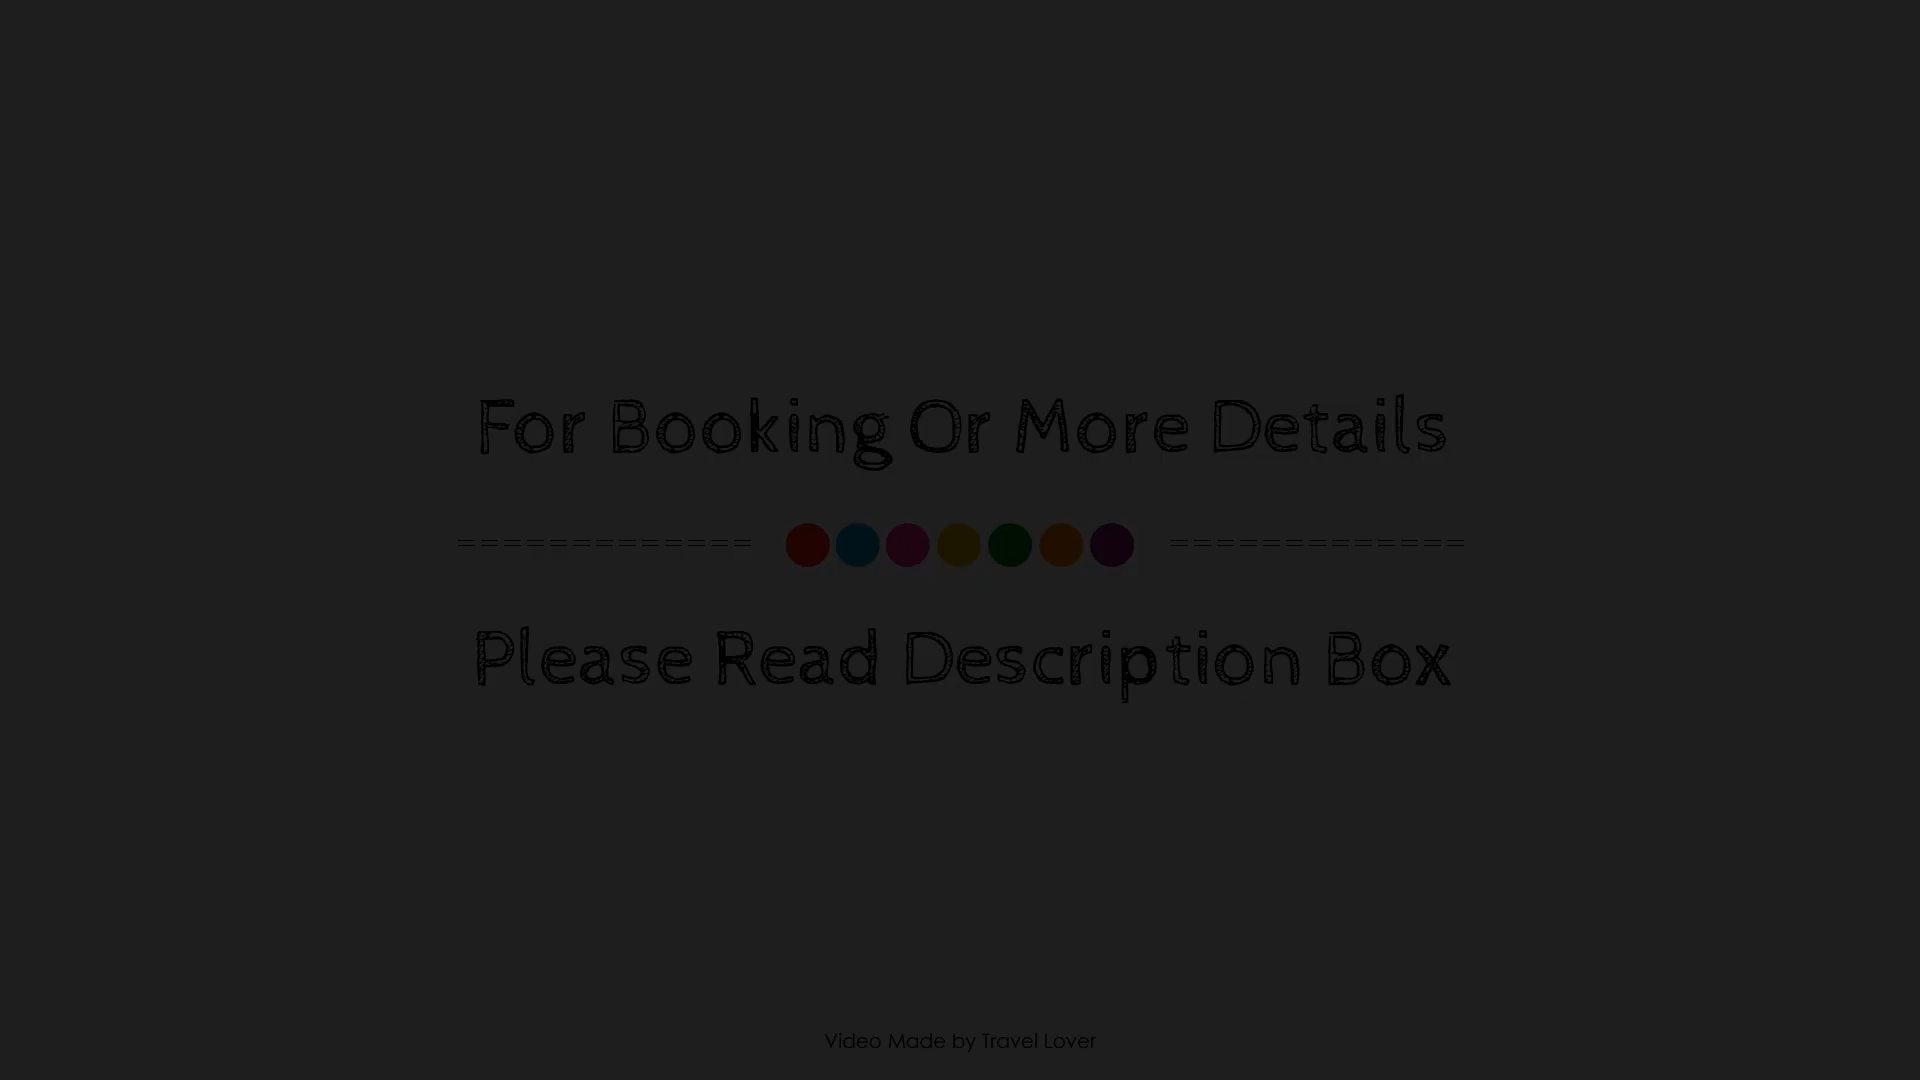 For Booking Or More Details
============= =============
Please Read Description Box
Video Made by Travel Lover